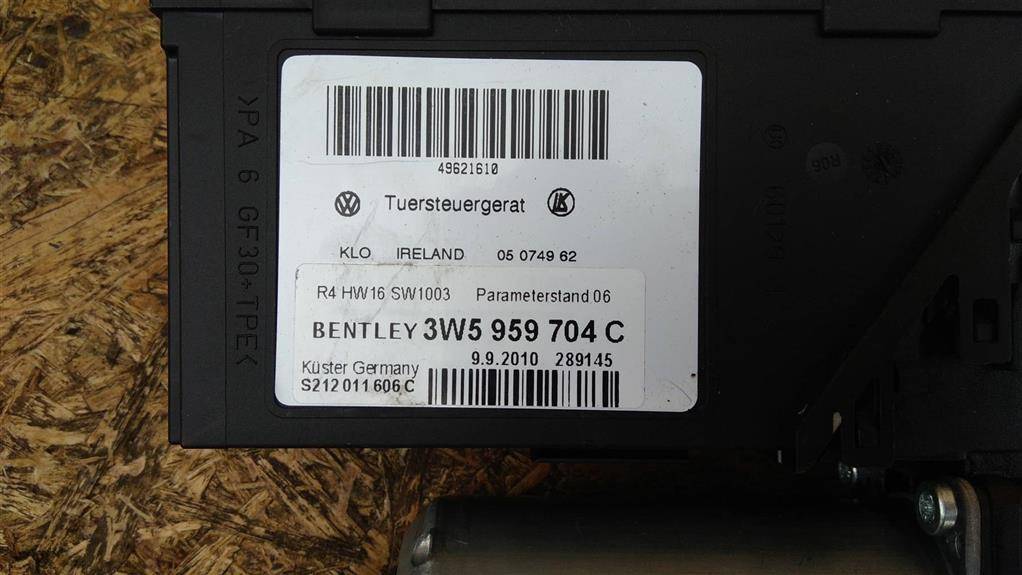 >PA 6 GF30+TPE<
49621610
Tuersteuergerat
KLO IRELAND 05 0749 62
R4 HW16 SW1003 Parameterstand 06
BENTLEY 3W5 959 704 C
9.9.2010 289145
Küster Germany
S212 011 606 C
R06